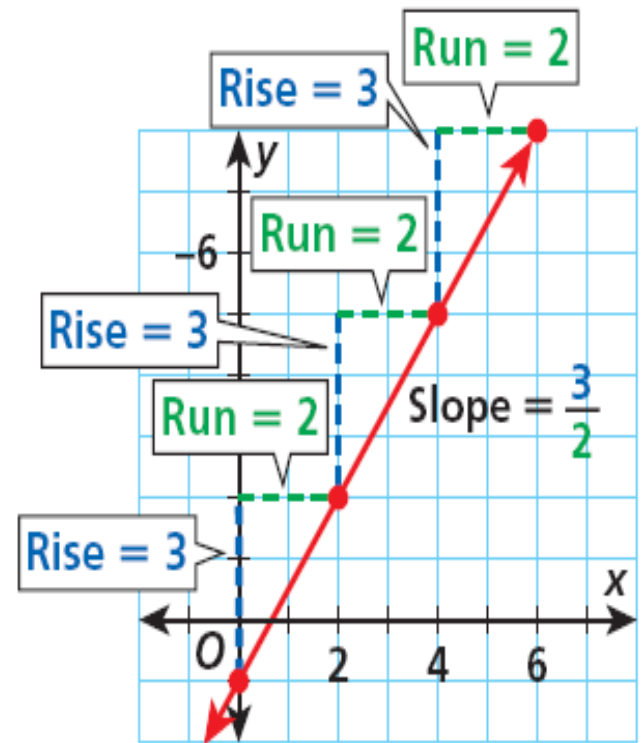 Run = 2
Rise = 3
y
–6
Run = 2
Rise = 3
Run = 2
Slope = 3/2
Rise = 3
x
O
2 4 6